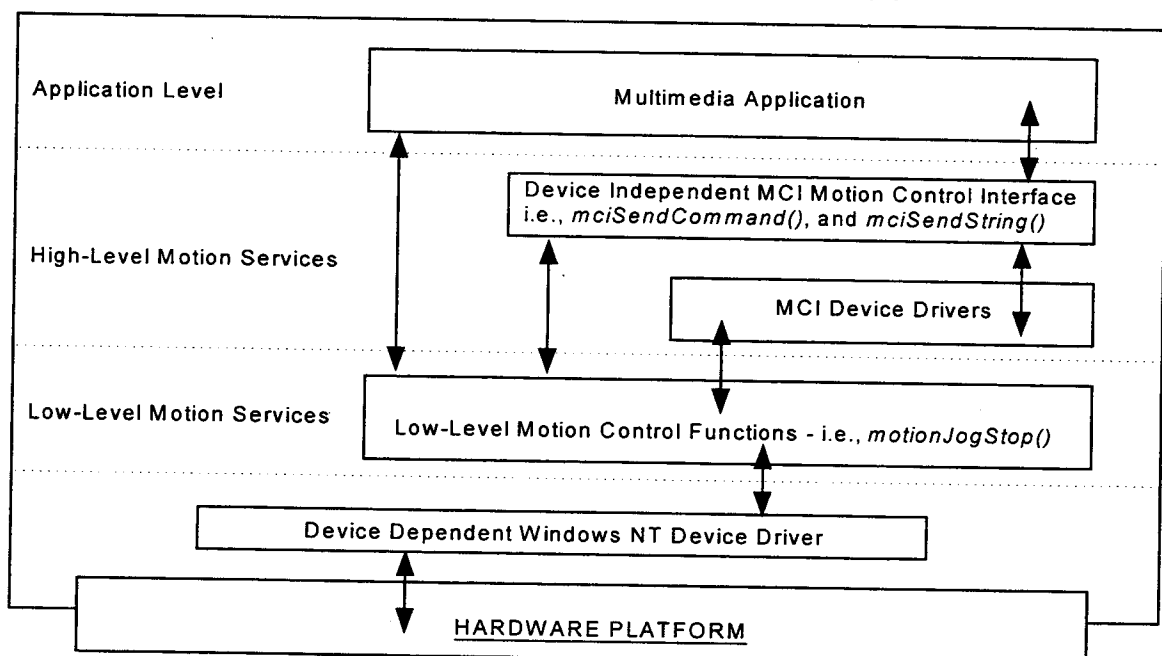 Application Level
Multimedia Application
Device Independent MCI Motion Control Interface
i.e., mciSendCommand(), and mciSendString()
High-Level Motion Services
MCI Device Drivers
Low-Level Motion Services
Low-Level Motion Control Functions - i.e., motionJogStop()
Device Dependent Windows NT Device Driver
HARDWARE PLATFORM